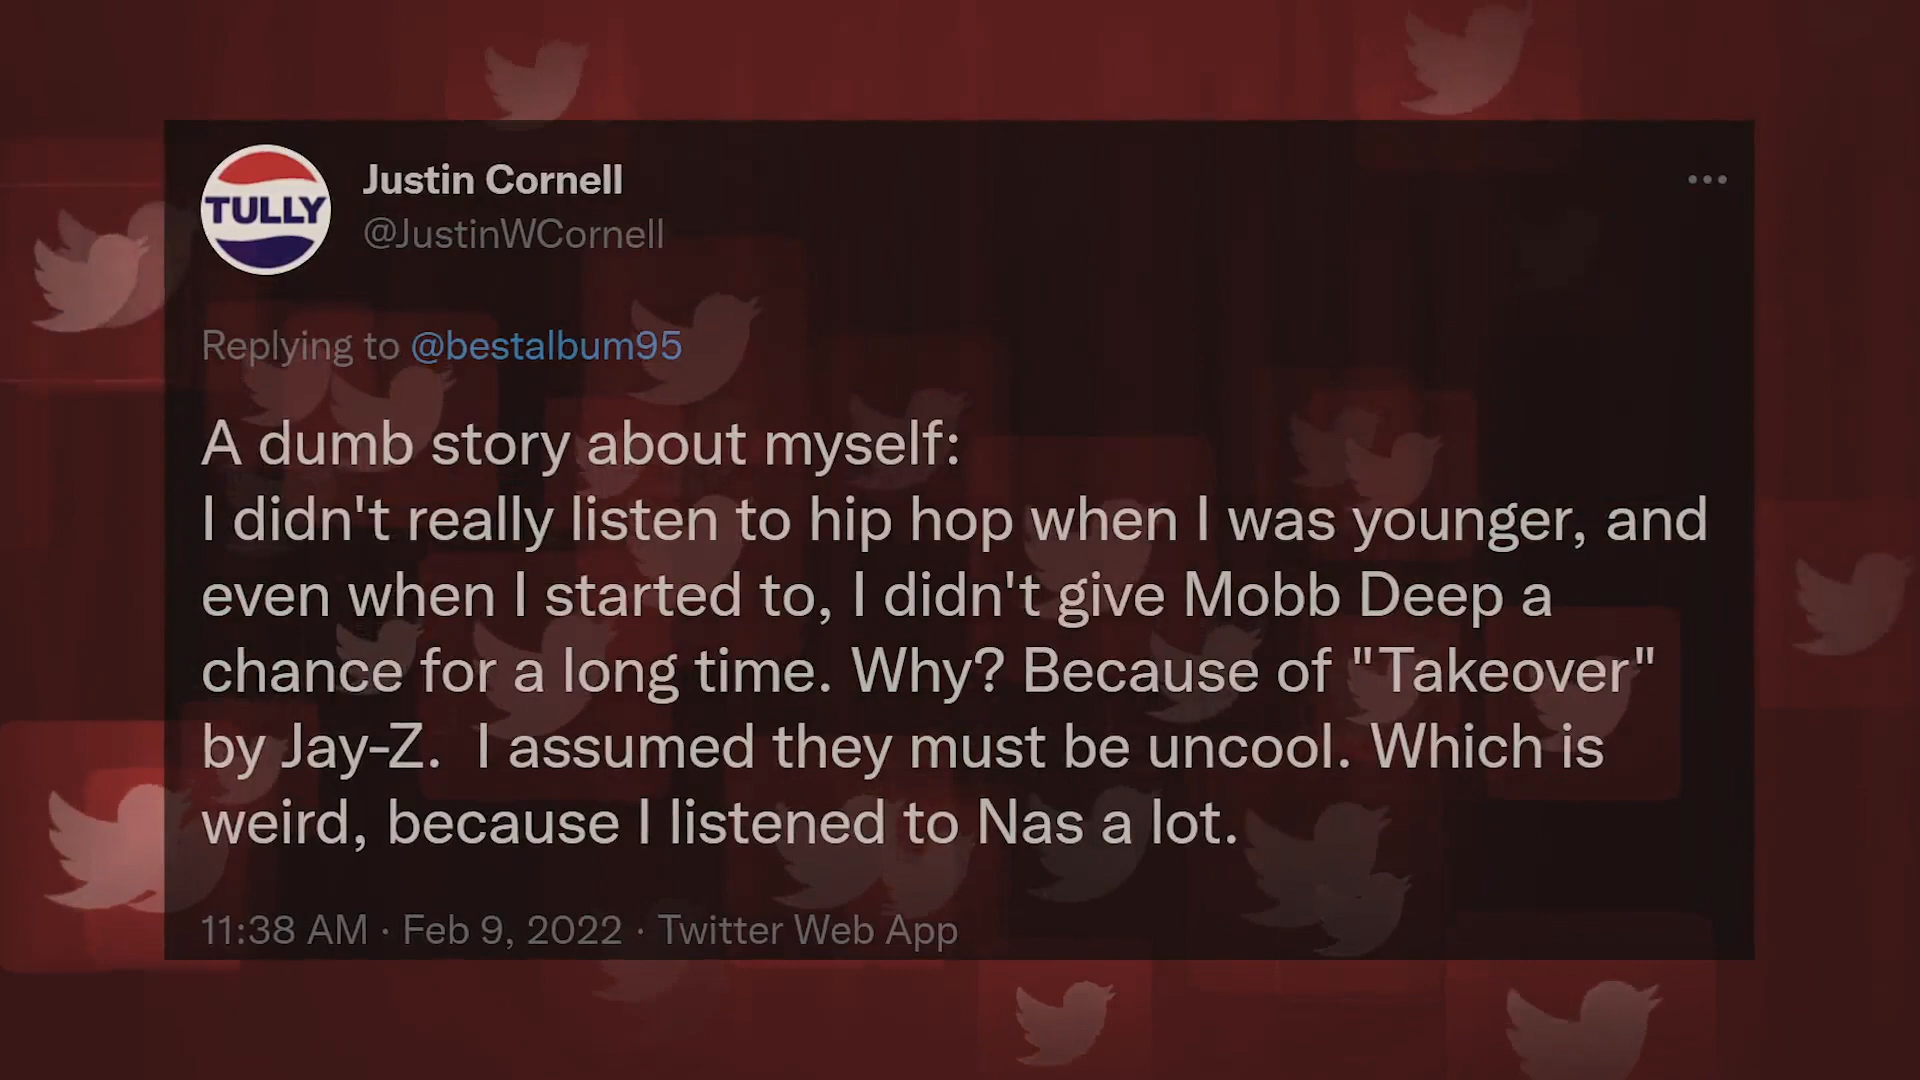 TULLY
Justin Cornell
@JustinWCornell
Replying to @bestalbum95
A dumb story about myself:
I didn't really listen to hip hop when I was younger, and
even when I started to, I didn't give Mobb Deep a
chance for a long time. Why? Because of "Takeover"
by Jay-Z.  I assumed they must be uncool. Which is
weird, because I listened to Nas a lot.
11:38 AM · Feb 9, 2022 · Twitter Web App